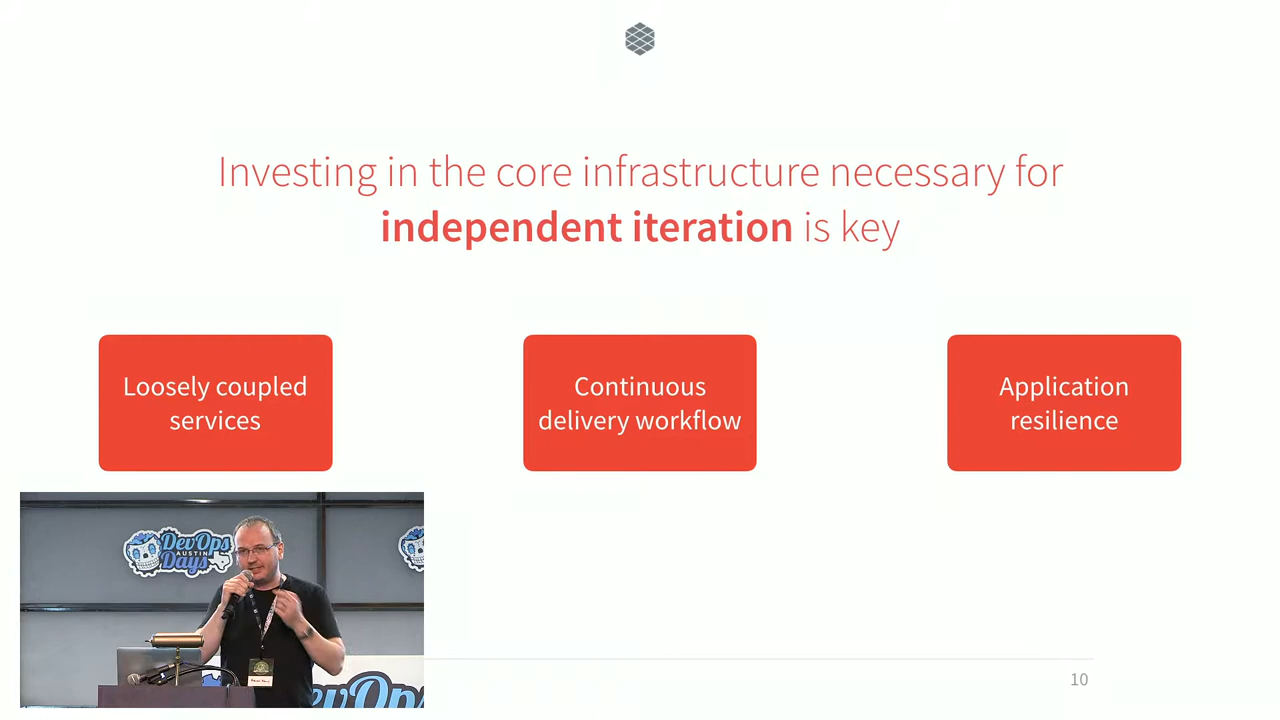 Investing in the core infrastructure necessary for
independent iteration is key
Loosely coupled
services
Continuous
delivery workflow
Application
resilience
DevOps
AUSTIN
Days
DevOps
10